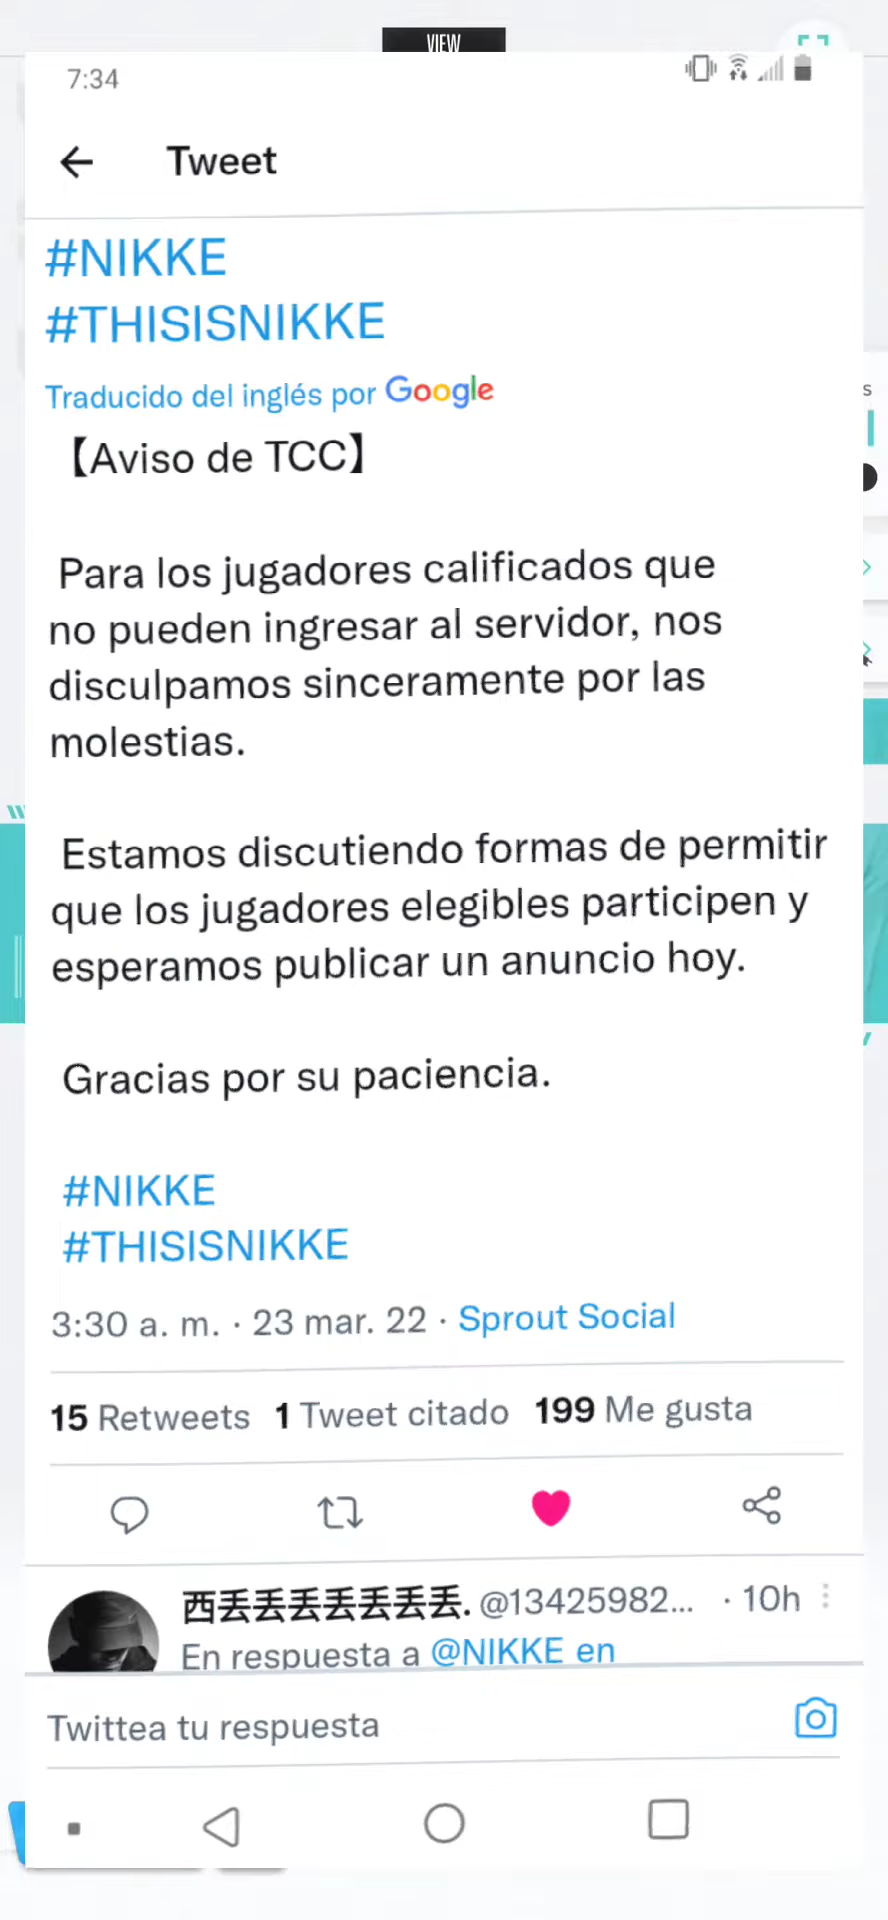 VIEW
7:34
Tweet
#NIKKE
#THISISNIKKE
Traducido del inglés por Google
【Aviso de TCC】
Para los jugadores calificados que
no pueden ingresar al servidor, nos
disculpamos sinceramente por las
molestias.
Estamos discutiendo formas de permitir
que los jugadores elegibles participen y
esperamos publicar un anuncio hoy.
Gracias por su paciencia.
#NIKKE
#THISISNIKKE
3:30 a. m. · 23 mar. 22 · Sprout Social
15 Retweets 1 Tweet citado 199 Me gusta
西丢丢丢丢丢丢丢. @13425982... · 10h
En respuesta a @NIKKE en
Twittea tu respuesta